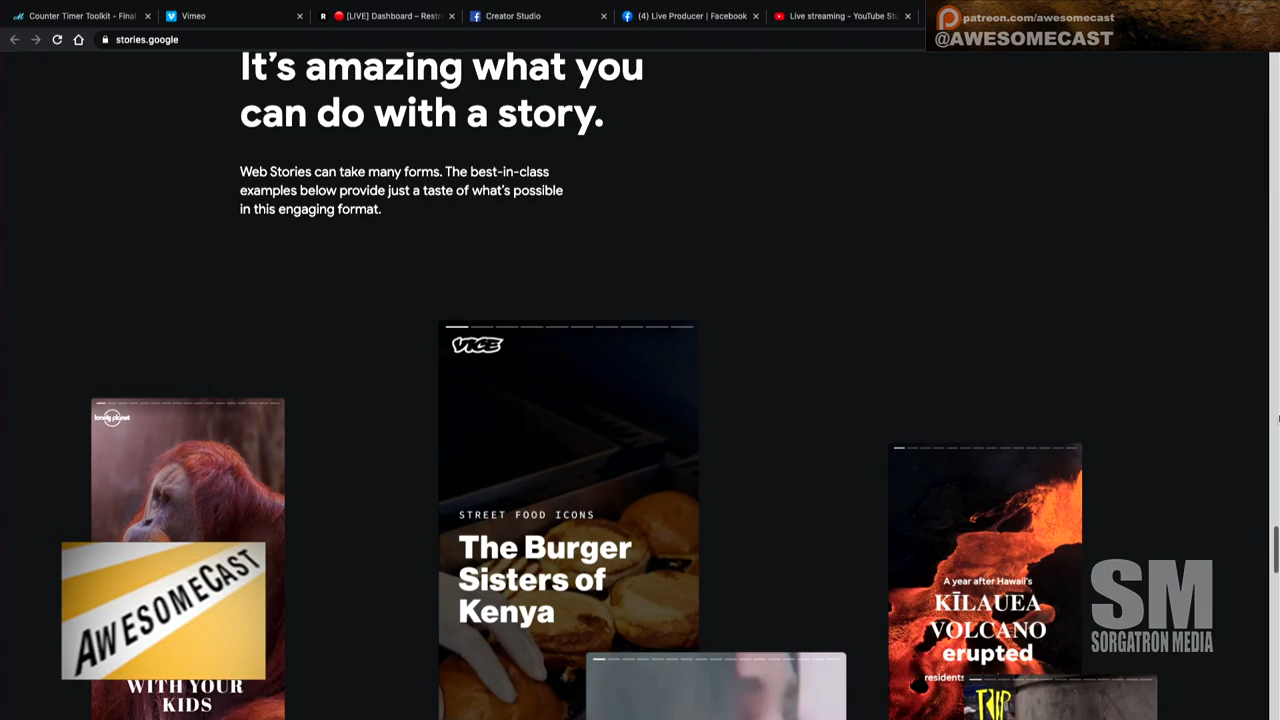 Counter Timer Toolkit - Final
Vimeo
R [LIVE] Dashboard - Restr
Creator Studio
(4) Live Producer | Facebook
Live streaming - YouTube Stu
patreon.com/awesomecast
@AWESOMECAST
stories.google
It's amazing what you
can do with a story.
Web Stories can take many forms. The best-in-class
examples below provide just a taste of what's possible
in this engaging format.
VICE
lonely planet
STREET FOOD ICONS
The Burger
Sisters of
Kenya
AWESOMECAST
WITH YOUR
KIDS
A year after Hawaii's
KĪLAUEA
VOLCANO
erupted
residents
SM
SORGATRON MEDIA